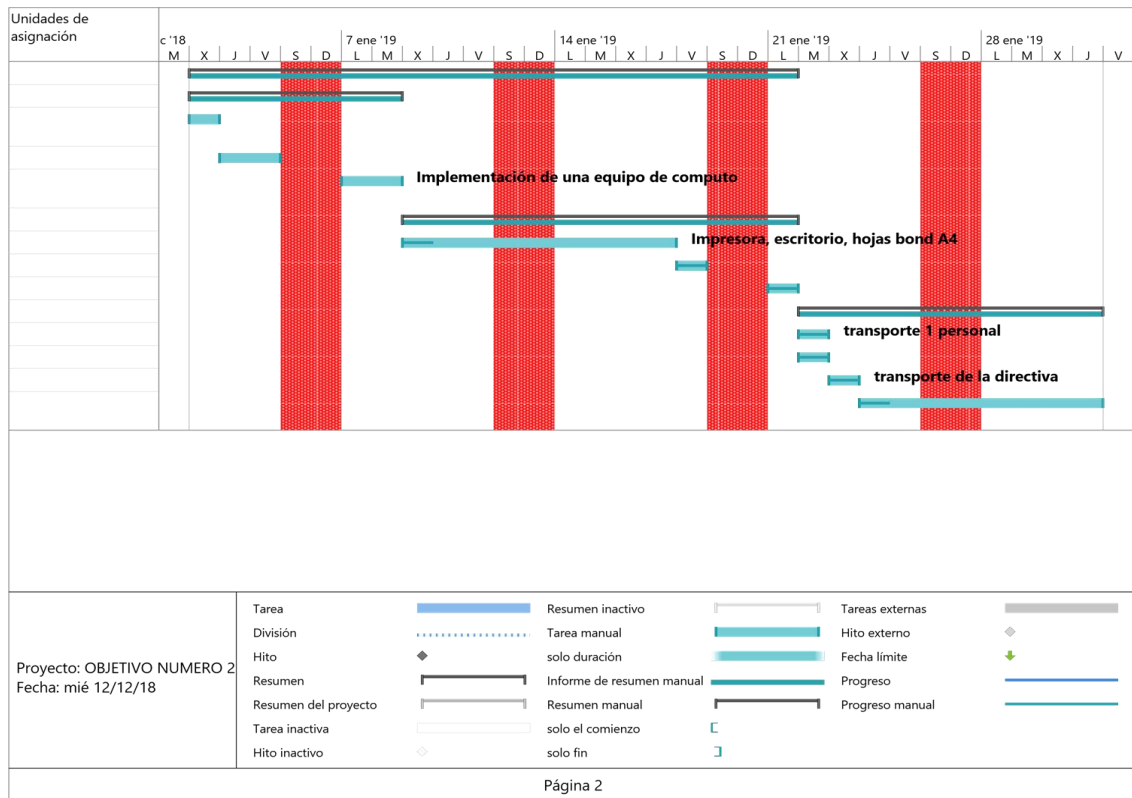 Unidades de
asignación
c '18 7 ene '19 14 ene '19 21 ene '19 28 ene '19
M X J V S D L M X J V S D L M X J V S D L M X J V S D L M X J V
Implementación de una equipo de computo
Impresora, escritorio, hojas bond A4
transporte 1 personal
transporte de la directiva
Proyecto: OBJETIVO NUMERO 2
Fecha: mié 12/12/18
Tarea Resumen inactivo Tareas externas
División Tarea manual Hito externo
Hito solo duración Fecha límite
Resumen Informe de resumen manual Progreso
Resumen del proyecto Resumen manual Progreso manual
Tarea inactiva solo el comienzo
Hito inactivo solo fin
Página 2